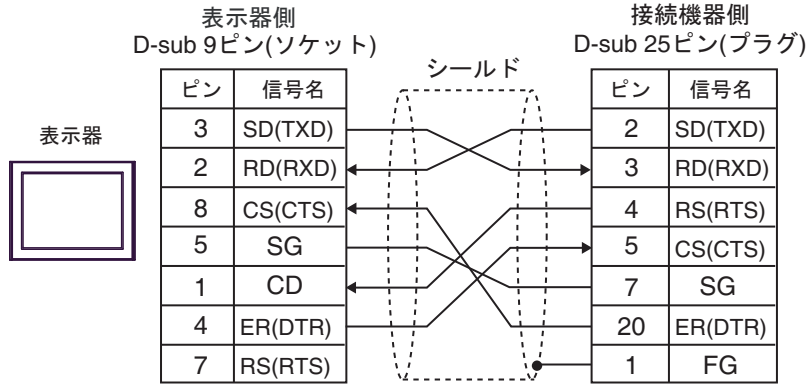 表示器側
D-sub 9ピン(ソケット)
接続機器側
D-sub 25ピン(プラグ)
シールド
表示器
ピン 信号名
3 SD(TXD)
2 RD(RXD)
8 CS(CTS)
5 SG
1 CD
4 ER(DTR)
7 RS(RTS)
ピン 信号名
2 SD(TXD)
3 RD(RXD)
4 RS(RTS)
5 CS(CTS)
7 SG
20 ER(DTR)
1 FG